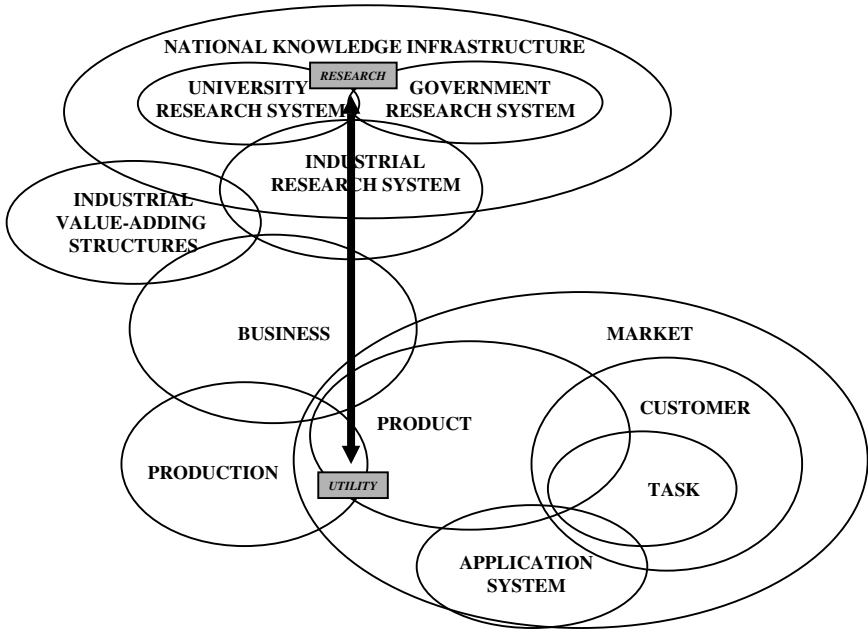 NATIONAL KNOWLEDGE INFRASTRUCTURE
RESEARCH
UNIVERSITY
RESEARCH SYSTEM
GOVERNMENT
RESEARCH SYSTEM
INDUSTRIAL
RESEARCH SYSTEM
INDUSTRIAL
VALUE-ADDING
STRUCTURES
BUSINESS
MARKET
CUSTOMER
PRODUCT
PRODUCTION
UTILITY
TASK
APPLICATION
SYSTEM